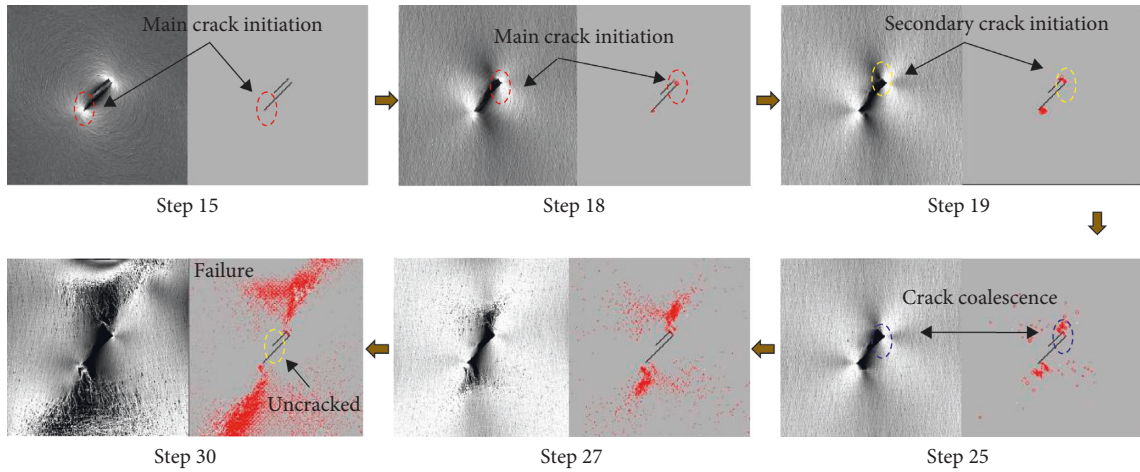 Main crack initiation
Step 15
Main crack initiation
Step 18
Secondary crack initiation
Step 19
Crack coalescence
Step 25
Step 27
Failure
Uncracked
Step 30